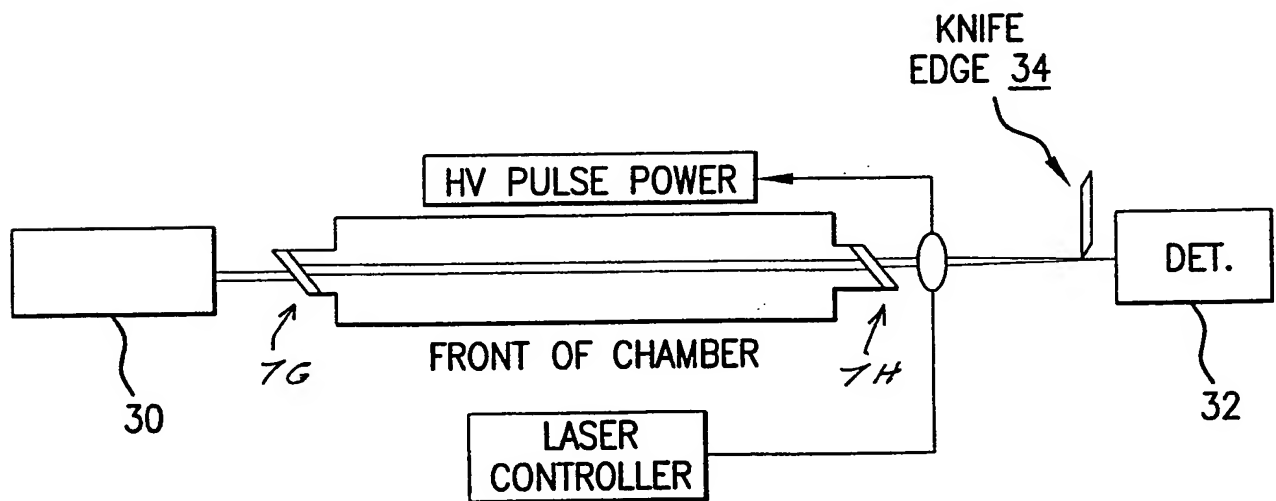 KNIFE
EDGE 34
HV PULSE POWER
DET.
7G
FRONT OF CHAMBER
7H
30
32
LASER
CONTROLLER